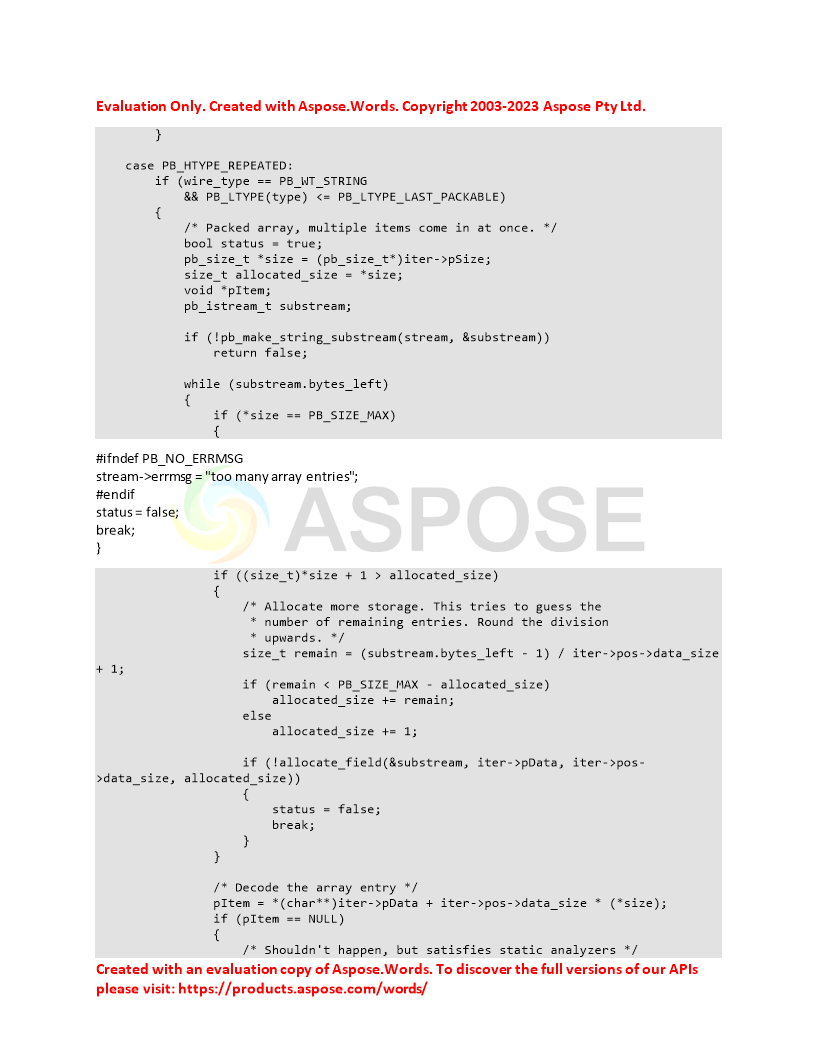 Evaluation Only. Created with Aspose.Words. Copyright 2003-2023 Aspose Pty Ltd.
        }

    case PB_HTYPE_REPEATED:
        if (wire_type == PB_WT_STRING
            && PB_LTYPE(type) <= PB_LTYPE_LAST_PACKABLE)
        {
            /* Packed array, multiple items come in at once. */
            bool status = true;
            pb_size_t *size = (pb_size_t*)iter->pSize;
            size_t allocated_size = *size;
            void *pItem;
            pb_istream_t substream;

            if (!pb_make_string_substream(stream, &substream))
                return false;

            while (substream.bytes_left)
            {
                if (*size == PB_SIZE_MAX)
                {
#ifndef PB_NO_ERRMSG
stream->errmsg = "too many array entries";
#endif
status = false;
break;
}
ASPOSE
                if ((size_t)*size + 1 > allocated_size)
                {
                    /* Allocate more storage. This tries to guess the
                     * number of remaining entries. Round the division
                     * upwards. */
                    size_t remain = (substream.bytes_left - 1) / iter->pos->data_size
+ 1;
                    if (remain < PB_SIZE_MAX - allocated_size)
                        allocated_size += remain;
                    else
                        allocated_size += 1;

                    if (!allocate_field(&substream, iter->pData, iter->pos-
>data_size, allocated_size))
                    {
                        status = false;
                        break;
                    }
                }

                /* Decode the array entry */
                pItem = *(char**)iter->pData + iter->pos->data_size * (*size);
                if (pItem == NULL)
                {
                    /* Shouldn't happen, but satisfies static analyzers */
Created with an evaluation copy of Aspose.Words. To discover the full versions of our APIs
please visit: https://products.aspose.com/words/